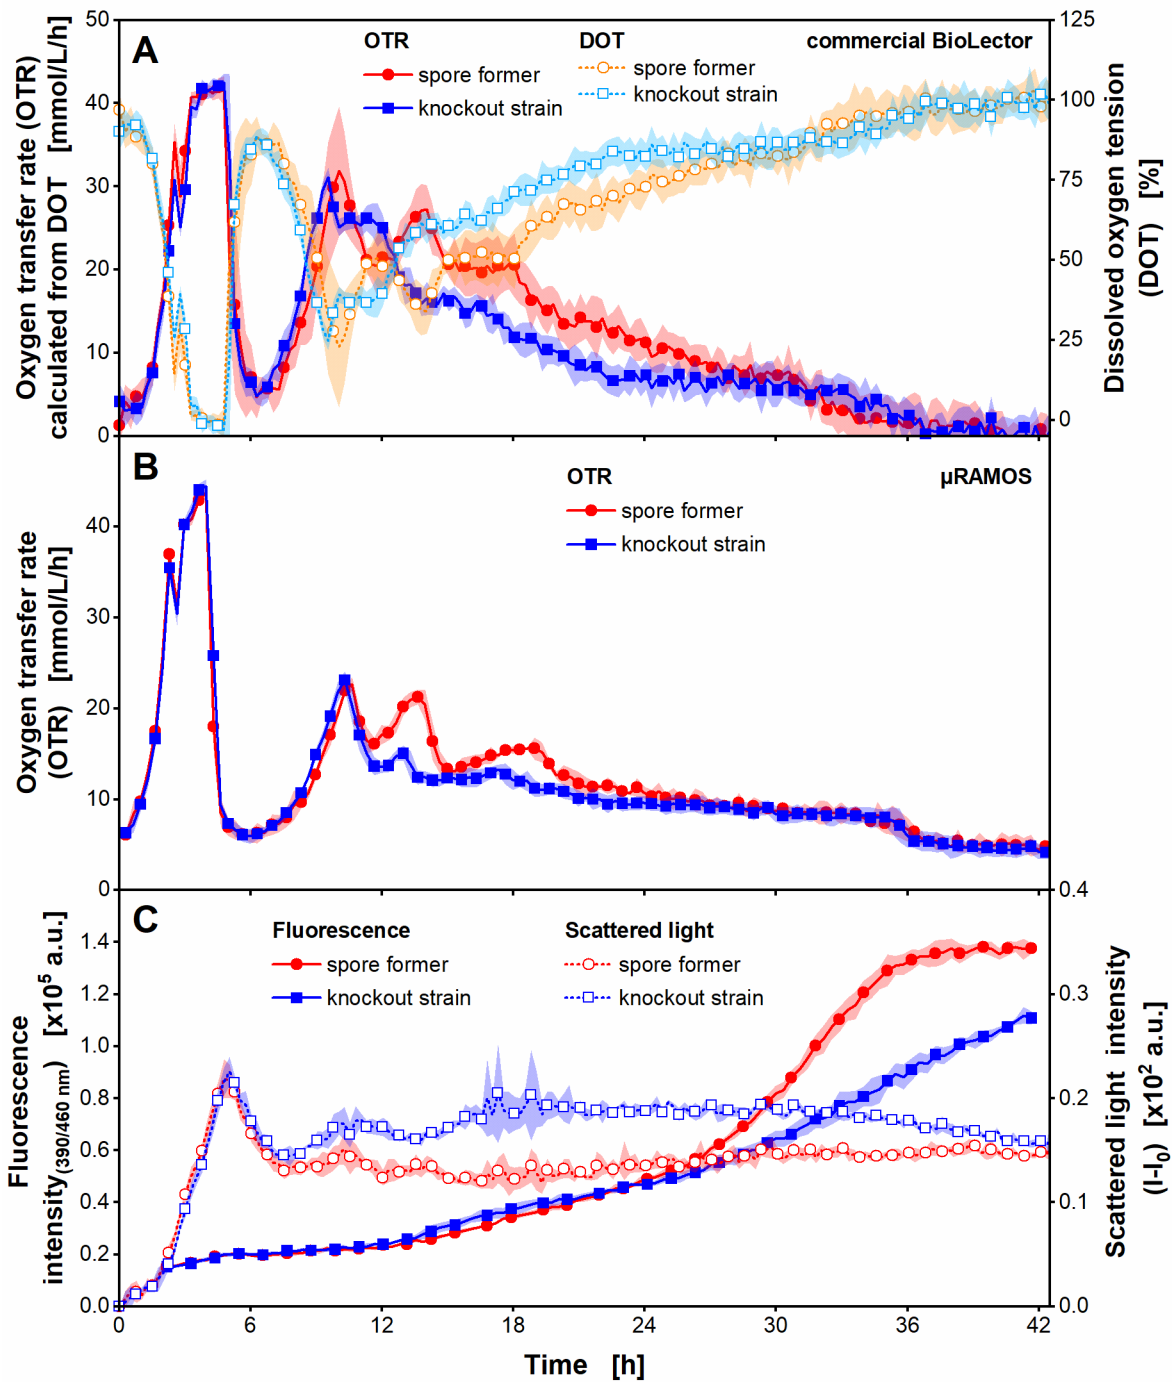 A
OTR
DOT
commercial BioLector
spore former
knockout strain
spore former
knockout strain
Oxygen transfer rate (OTR)
calculated from DOT [mmol/L/h]
50
40
30
20
10
0
125
100
75
50
25
0
Dissolved oxygen tension
(DOT) [%]
B
OTR
µRAMOS
spore former
knockout strain
Oxygen transfer rate
(OTR) [mmol/L/h]
40
30
20
10
0
C
Fluorescence
Scattered light
spore former
knockout strain
spore former
knockout strain
Fluorescence
intensity(390/460 nm) [x10⁵ a.u.]
1.4
1.2
1.0
0.8
0.6
0.4
0.2
0.0
0.4
0.3
0.2
0.1
0.0
Scattered light intensity
(I-I₀) [x10² a.u.]
0 6 12 18 24 30 36 42
Time [h]